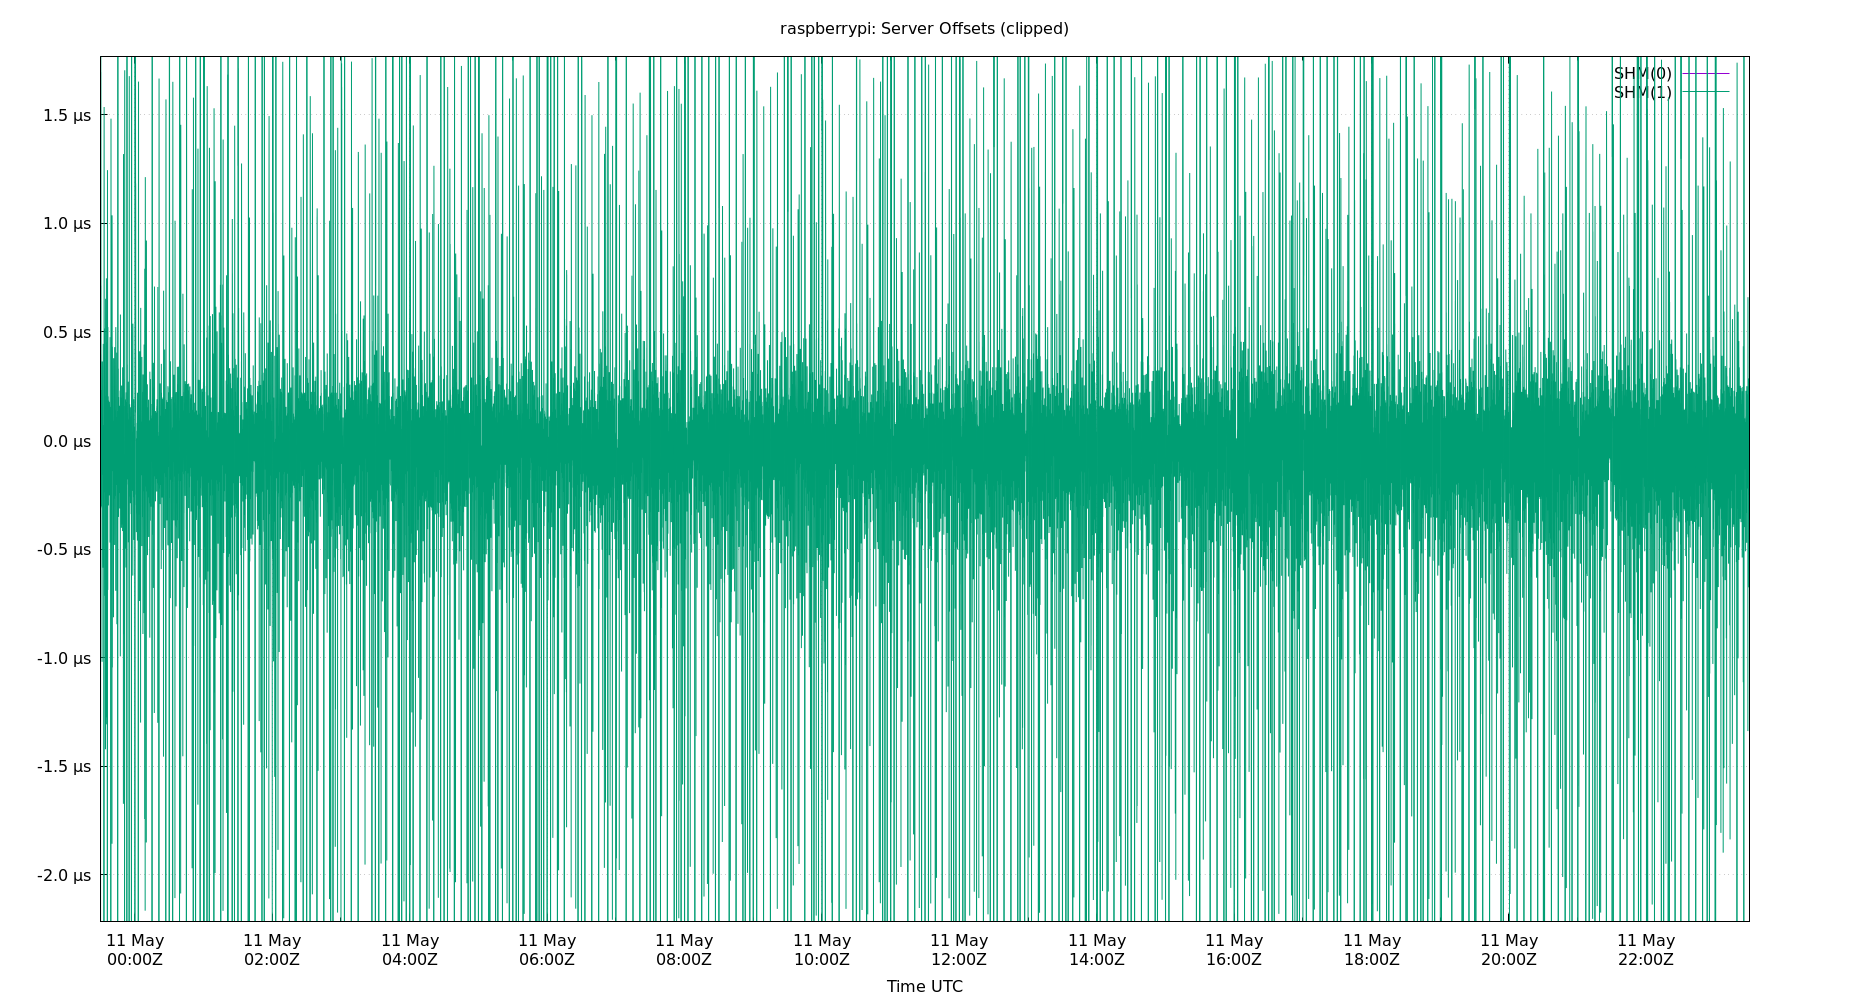 raspberrypi: Server Offsets (clipped)
SHM(0)
SHM(1)
1.5 µs
1.0 µs
0.5 µs
0.0 µs
-0.5 µs
-1.0 µs
-1.5 µs
-2.0 µs
11 May 11 May 11 May 11 May 11 May 11 May 11 May 11 May 11 May 11 May 11 May 11 May
00:00Z 02:00Z 04:00Z 06:00Z 08:00Z 10:00Z 12:00Z 14:00Z 16:00Z 18:00Z 20:00Z 22:00Z
Time UTC